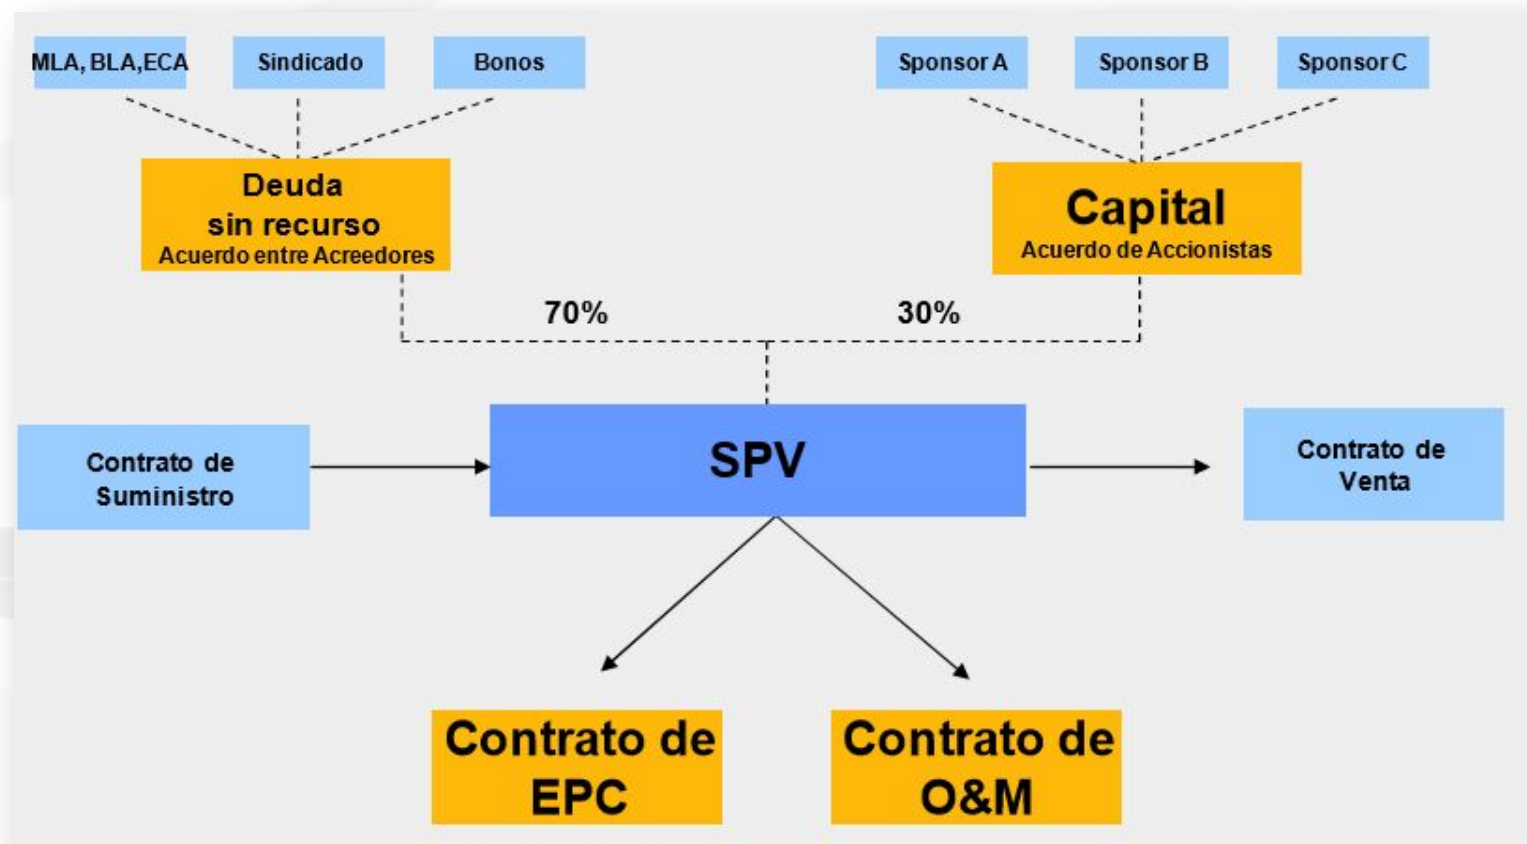 MLA, BLA,ECA
Sindicado
Bonos
Sponsor A
Sponsor B
Sponsor C
Deuda
sin recurso
Acuerdo entre Acreedores
Capital
Acuerdo de Accionistas
70%
30%
Contrato de
Suministro
SPV
Contrato de
Venta
Contrato de
EPC
Contrato de
O&M